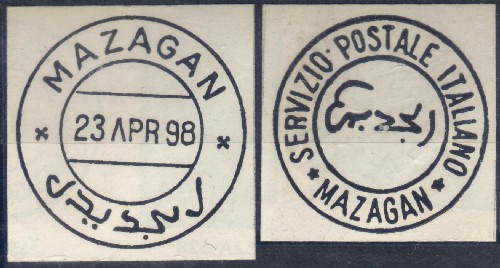 MAZAGAN
* 23 APR 98 *
SERVIZIO·POSTALE ITALIANO
* MAZAGAN *